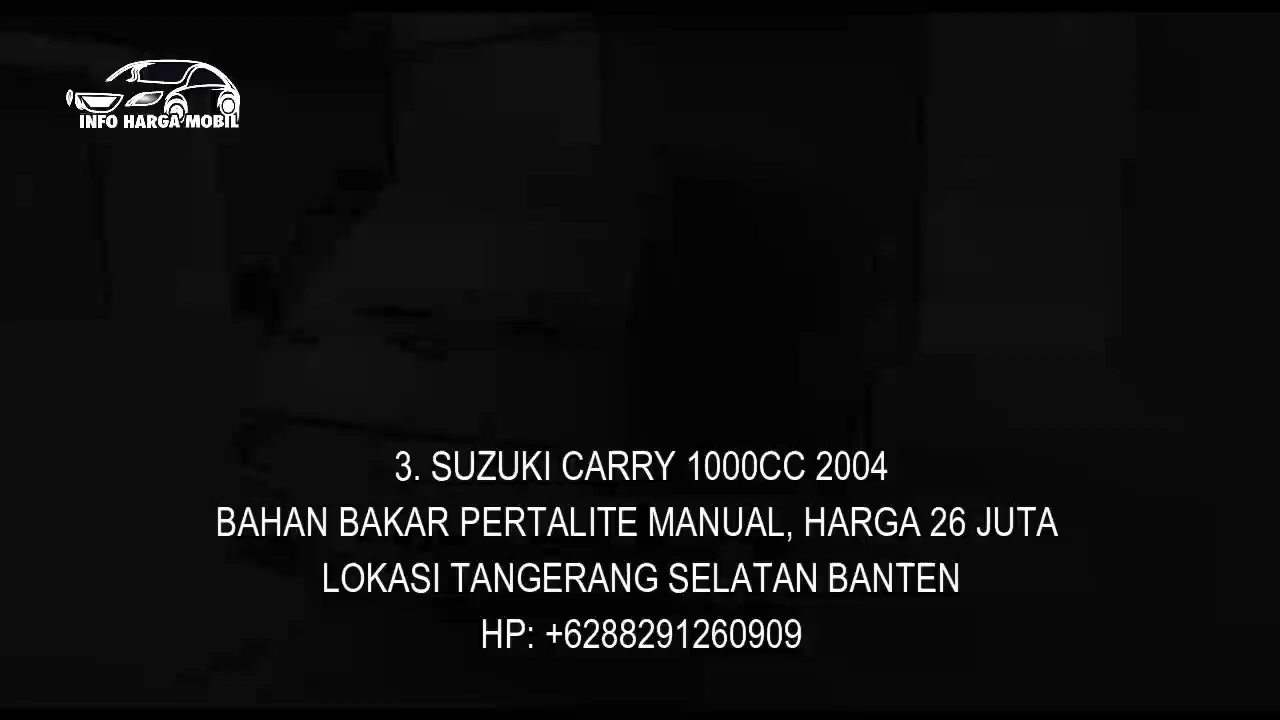 INFO HARGA MOBIL
3. SUZUKI CARRY 1000CC 2004
BAHAN BAKAR PERTALITE MANUAL, HARGA 26 JUTA
LOKASI TANGERANG SELATAN BANTEN
HP: +6288291260909